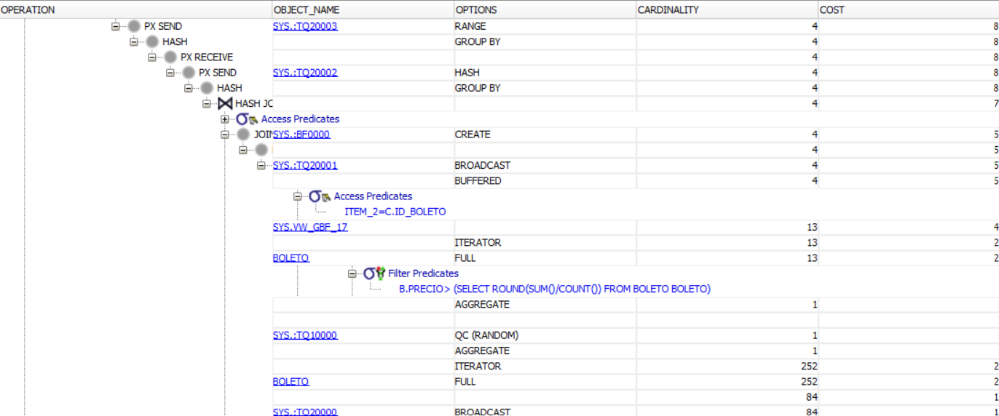 OPERATION OBJECT_NAME OPTIONS CARDINALITY COST
PX SEND SYS.:TQ20003 RANGE 4 8
HASH GROUP BY 4 8
PX RECEIVE 4 8
PX SEND SYS.:TQ20002 HASH 4 8
HASH GROUP BY 4 8
HASH JO 4 7
Access Predicates
JOIN SYS.:BF0000 CREATE 4 5
4 5
SYS.:TQ20001 BROADCAST 4 5
BUFFERED 4 5
Access Predicates
ITEM_2=C.ID_BOLETO
SYS.VW_GBF_17 13 4
ITERATOR 13 2
BOLETO FULL 13 2
Filter Predicates
B.PRECIO> (SELECT ROUND(SUM()/COUNT()) FROM BOLETO BOLETO)
AGGREGATE 1
SYS.:TQ10000 QC (RANDOM) 1
AGGREGATE 1
ITERATOR 252 2
BOLETO FULL 252 2
84 1
SYS.:TQ20000 BROADCAST 84 1